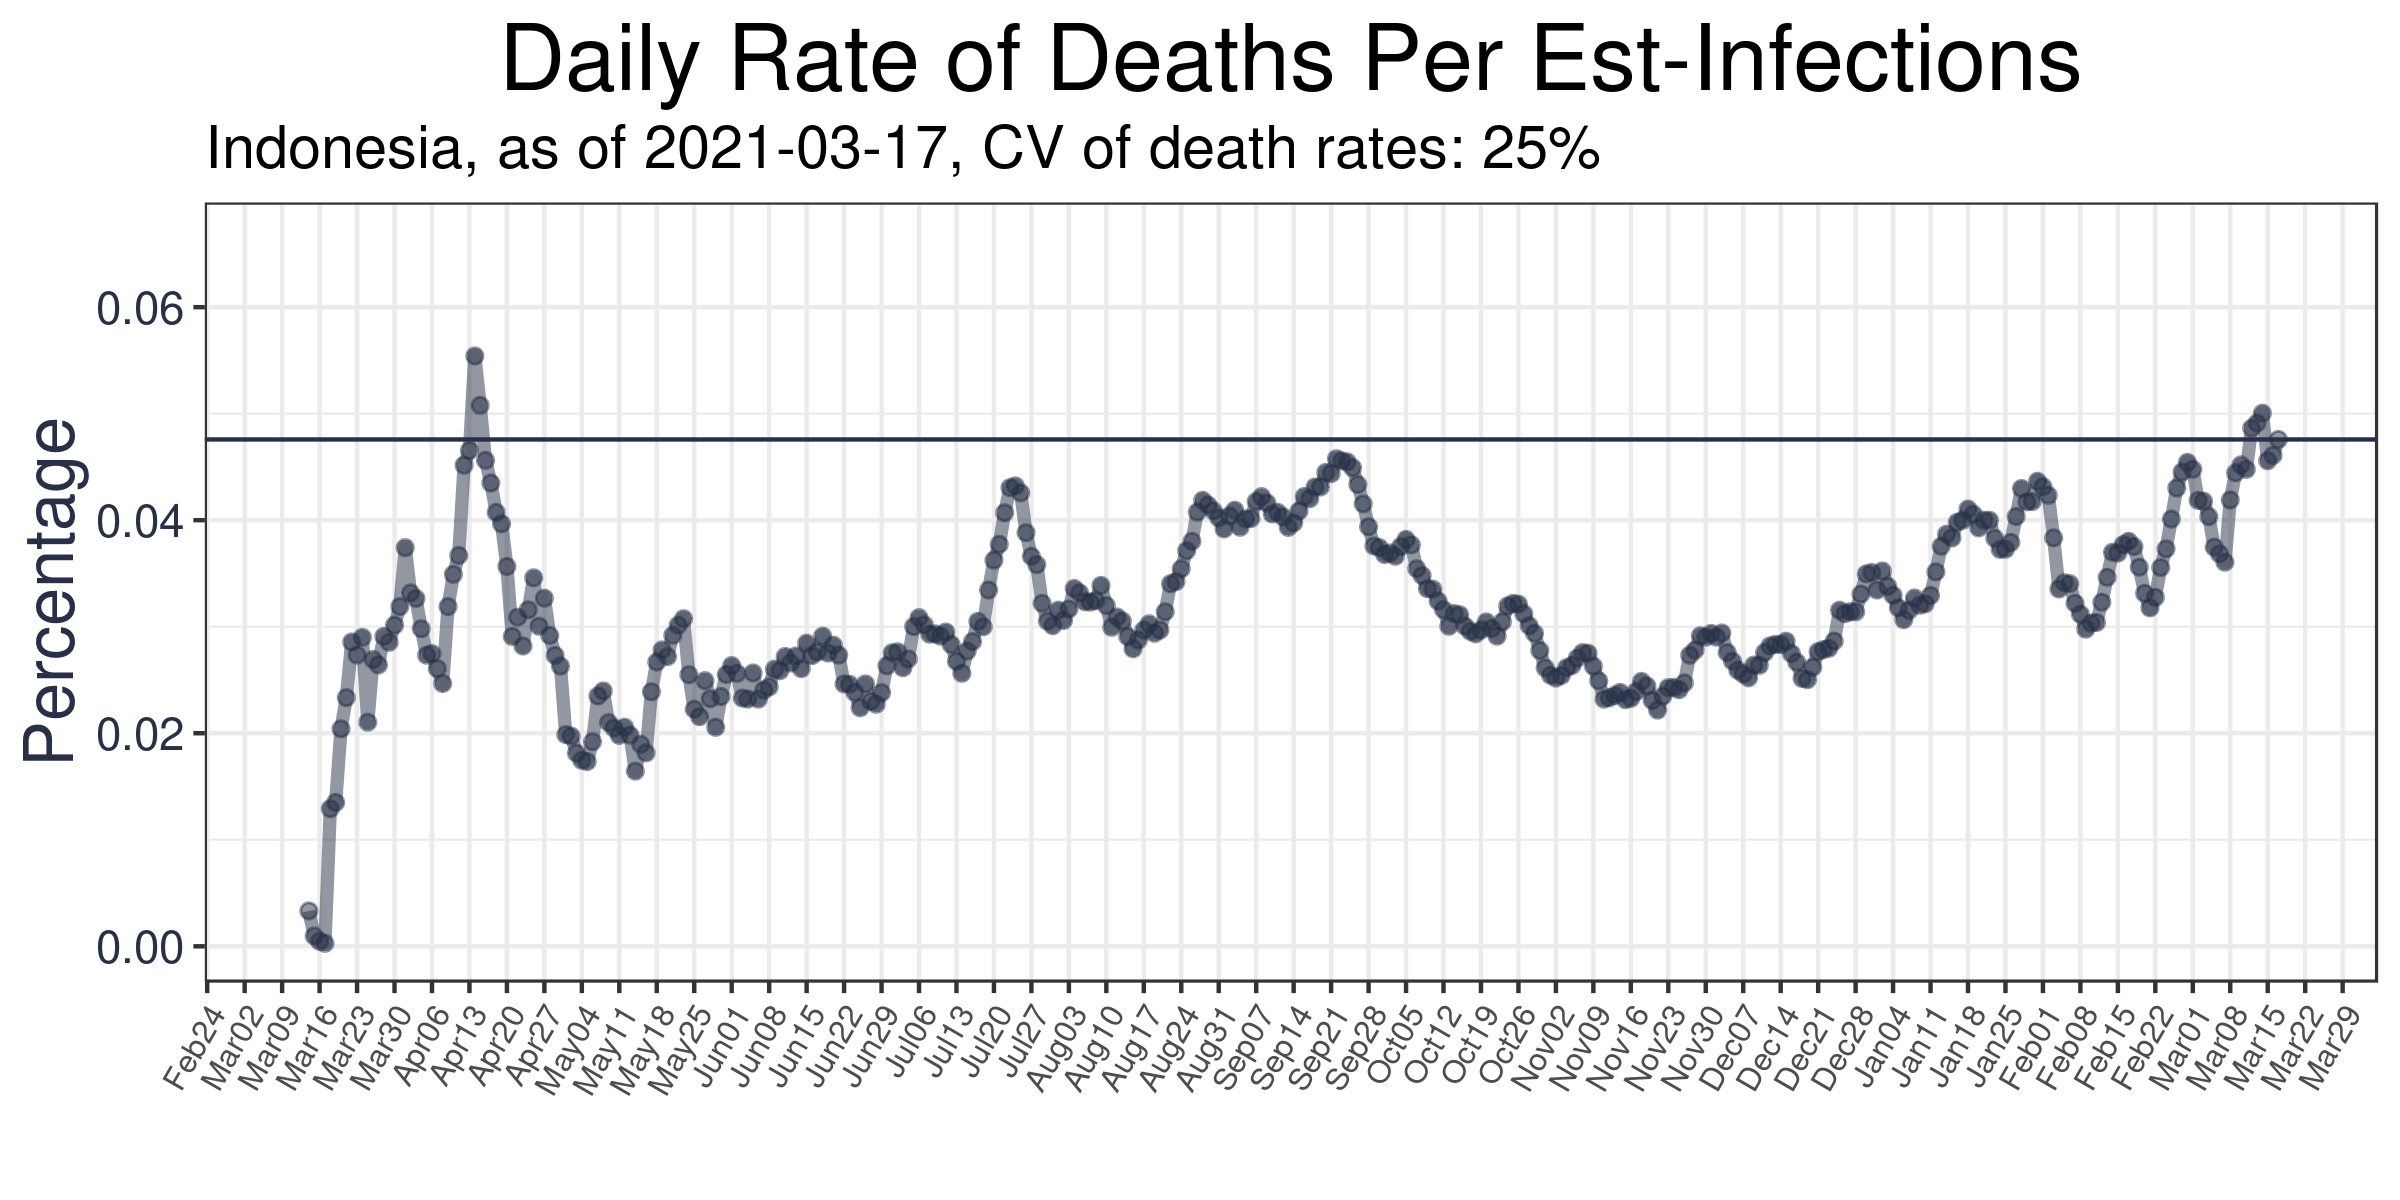 Daily Rate of Deaths Per Est-Infections
Indonesia, as of 2021-03-17, CV of death rates: 25%
Percentage
0.06
0.04
0.02
0.00
Feb24
Mar02
Mar09
Mar16
Mar23
Mar30
Apr06
Apr13
Apr20
Apr27
May04
May11
May18
May25
Jun01
Jun08
Jun15
Jun22
Jun29
Jul06
Jul13
Jul20
Jul27
Aug03
Aug10
Aug17
Aug24
Aug31
Sep07
Sep14
Sep21
Sep28
Oct05
Oct12
Oct19
Oct26
Nov02
Nov09
Nov16
Nov23
Nov30
Dec07
Dec14
Dec21
Dec28
Jan04
Jan11
Jan18
Jan25
Feb01
Feb08
Feb15
Feb22
Mar01
Mar08
Mar15
Mar22
Mar29